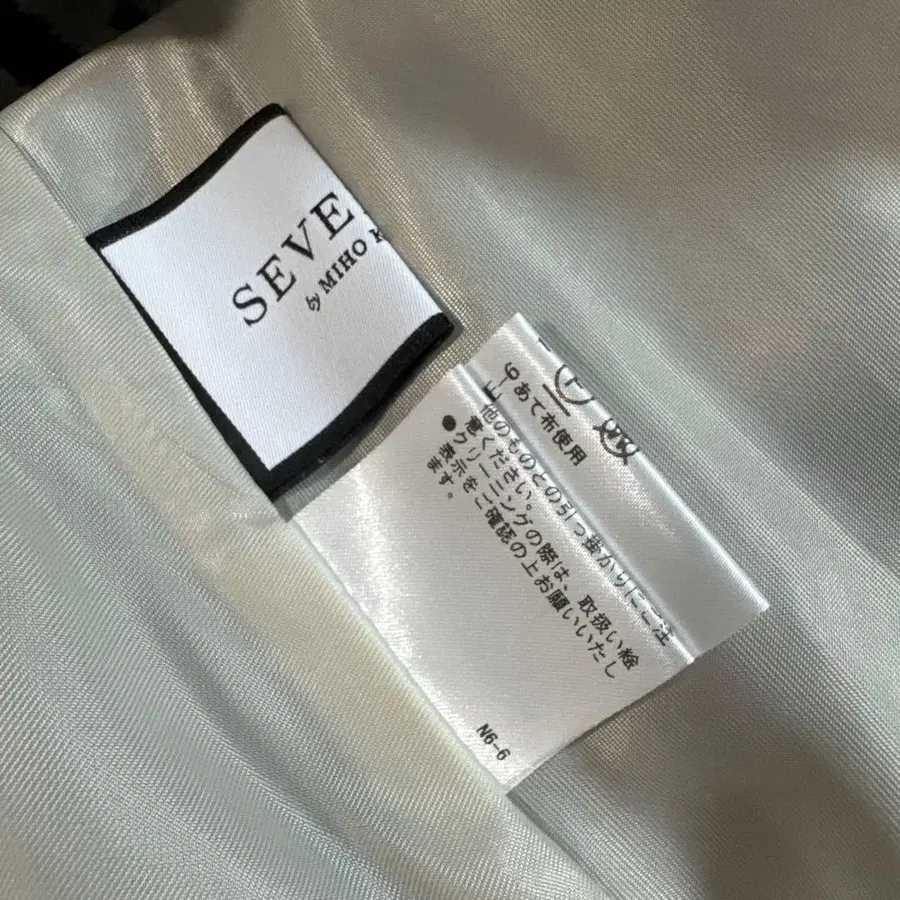 SEVE
by MIHO K
あて布使用
他のものとの引っ掛かりにご注
意ください。
●クリーニングの際は、取扱い絵
表示をご確認の上お願いいたし
ます。
N6-6